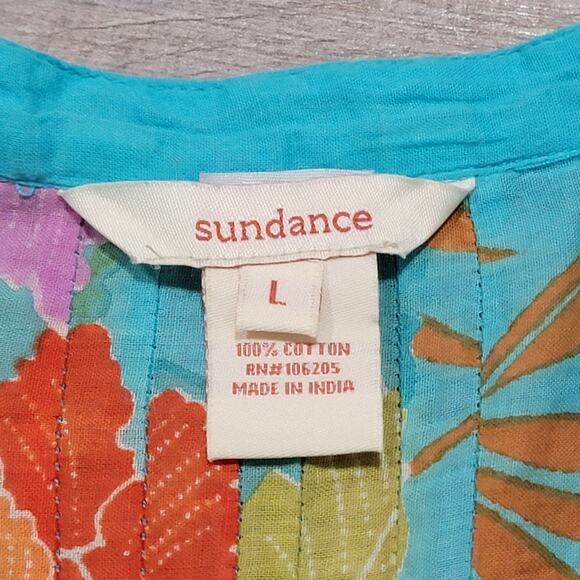 sundance
L
100% COTTON
RN#106205
MADE IN INDIA